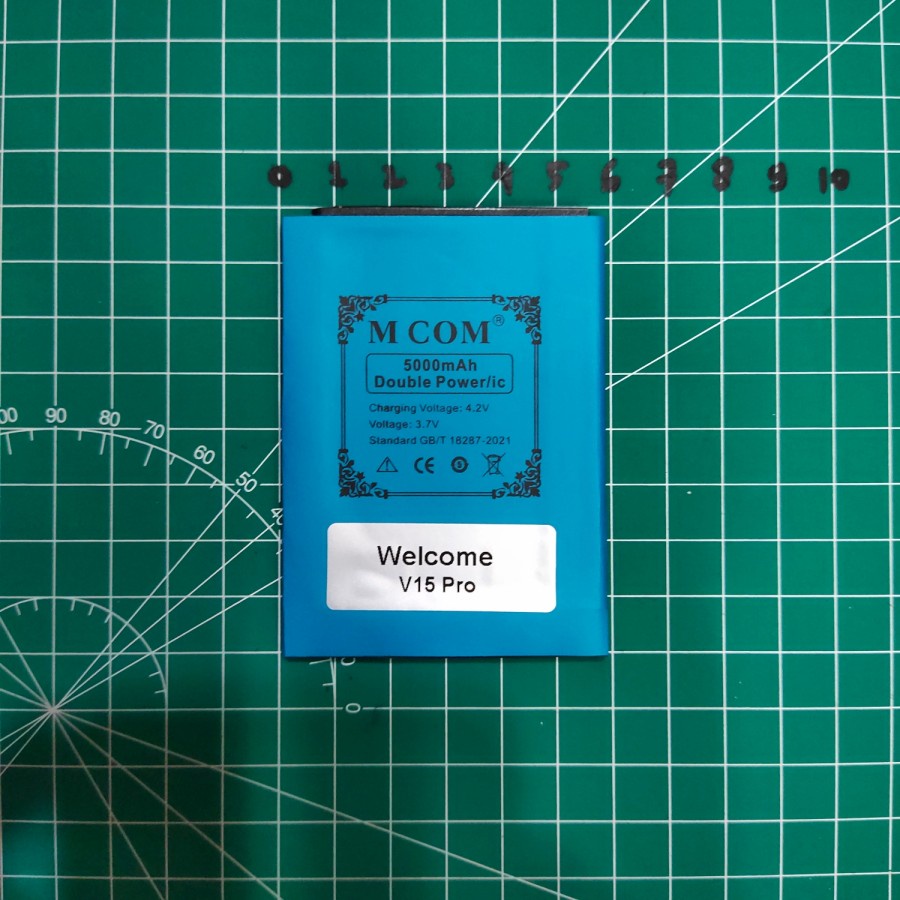 0 1 2 3 4 5 6 7 8 9 10
M COM®
5000mAh
Double Power/ic
Charging Voltage: 4.2V
Voltage: 3.7V
Standard GB/T 18287-2021
CE
90 80 70 60 50
Welcome
V15 Pro
0